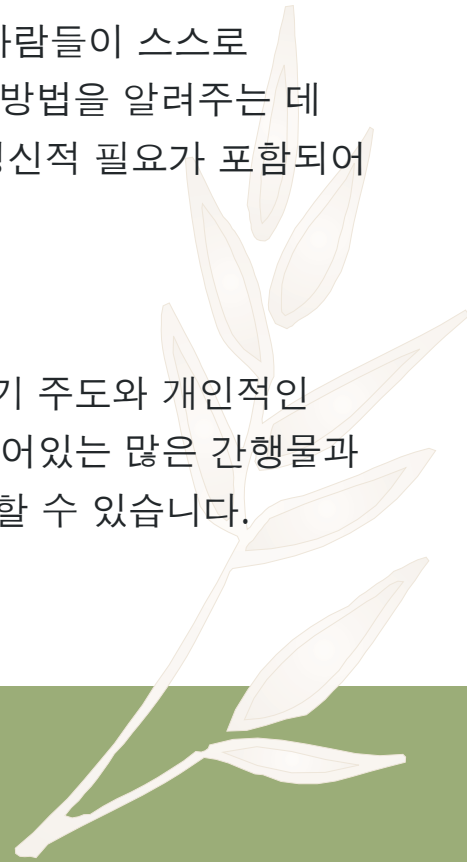 람들이 스스로
방법을 알려주는 데
신적 필요가 포함되어
기 주도와 개인적인
어있는 많은 간행물과
할 수 있습니다.